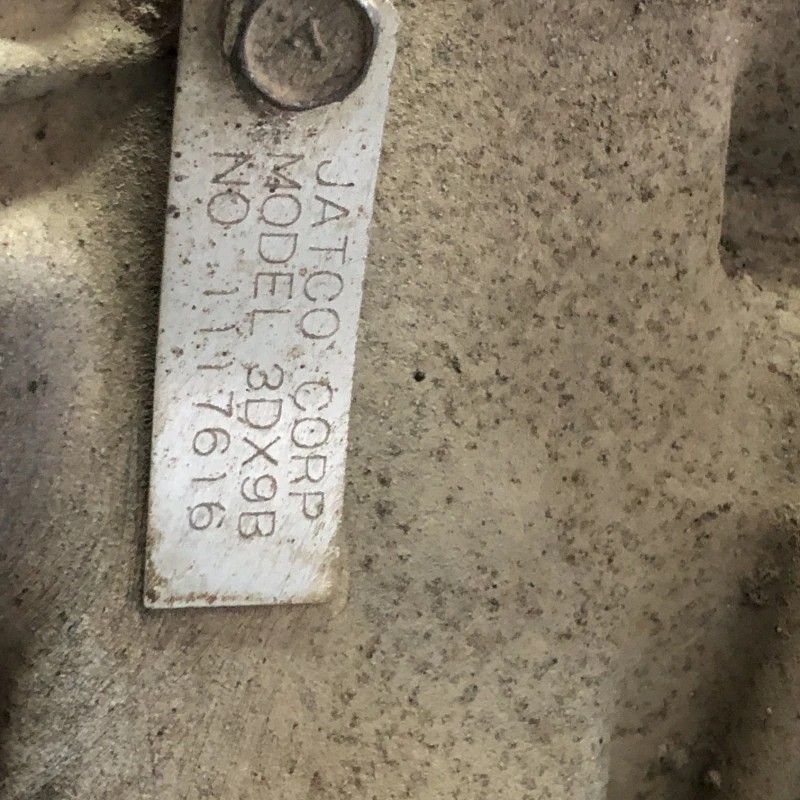 JATCO CORP
MODEL 3DX9B
NO 1117616